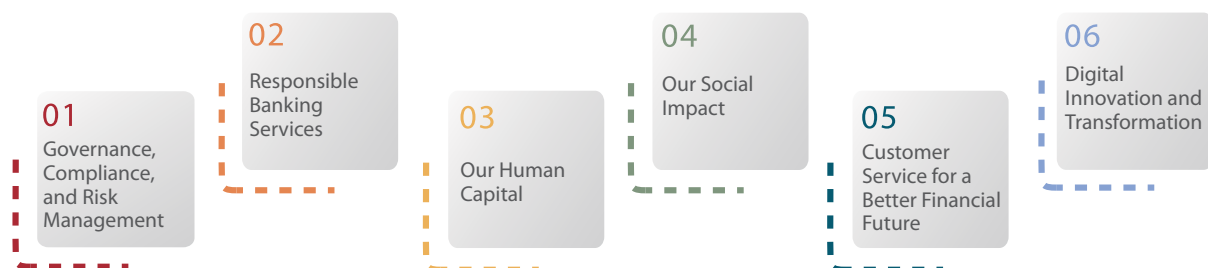 01
Governance,
Compliance,
and Risk
Management
02
Responsible
Banking
Services
03
Our Human
Capital
04
Our Social
Impact
05
Customer
Service for a
Better Financial
Future
06
Digital
Innovation and
Transformation